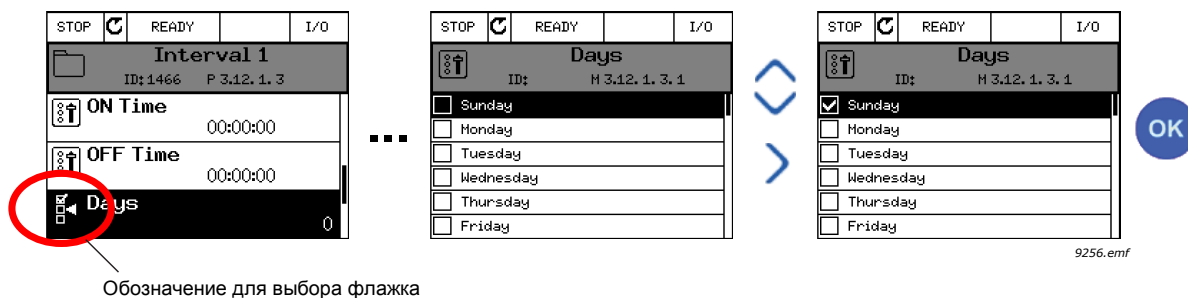 STOP READY I/O
Interval 1
ID:1466 P 3.12.1.3
ON Time
00:00:00
OFF Time
00:00:00
Days
0
STOP READY I/O
Days
ID: M 3.12.1.3.1
Sunday
Monday
Tuesday
Wednesday
Thursday
Friday
STOP READY I/O
Days
ID: M 3.12.1.3.1
Sunday
Monday
Tuesday
Wednesday
Thursday
Friday
OK
9256.emf
Обозначение для выбора флажка